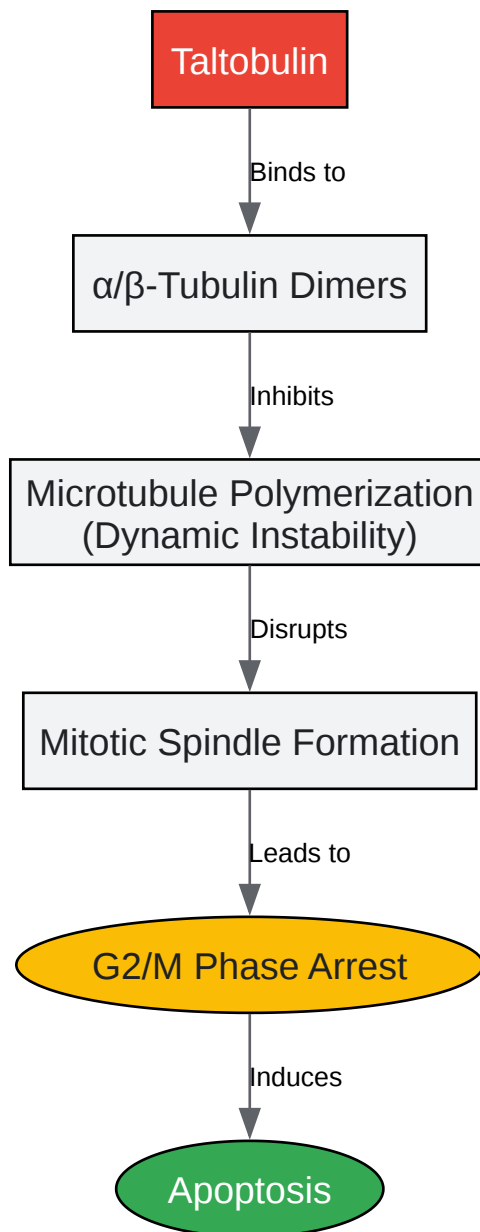 Taltobulin
Binds to
α/β-Tubulin Dimers
Inhibits
Microtubule Polymerization
(Dynamic Instability)
Disrupts
Mitotic Spindle Formation
Leads to
G2/M Phase Arrest
Induces
Apoptosis